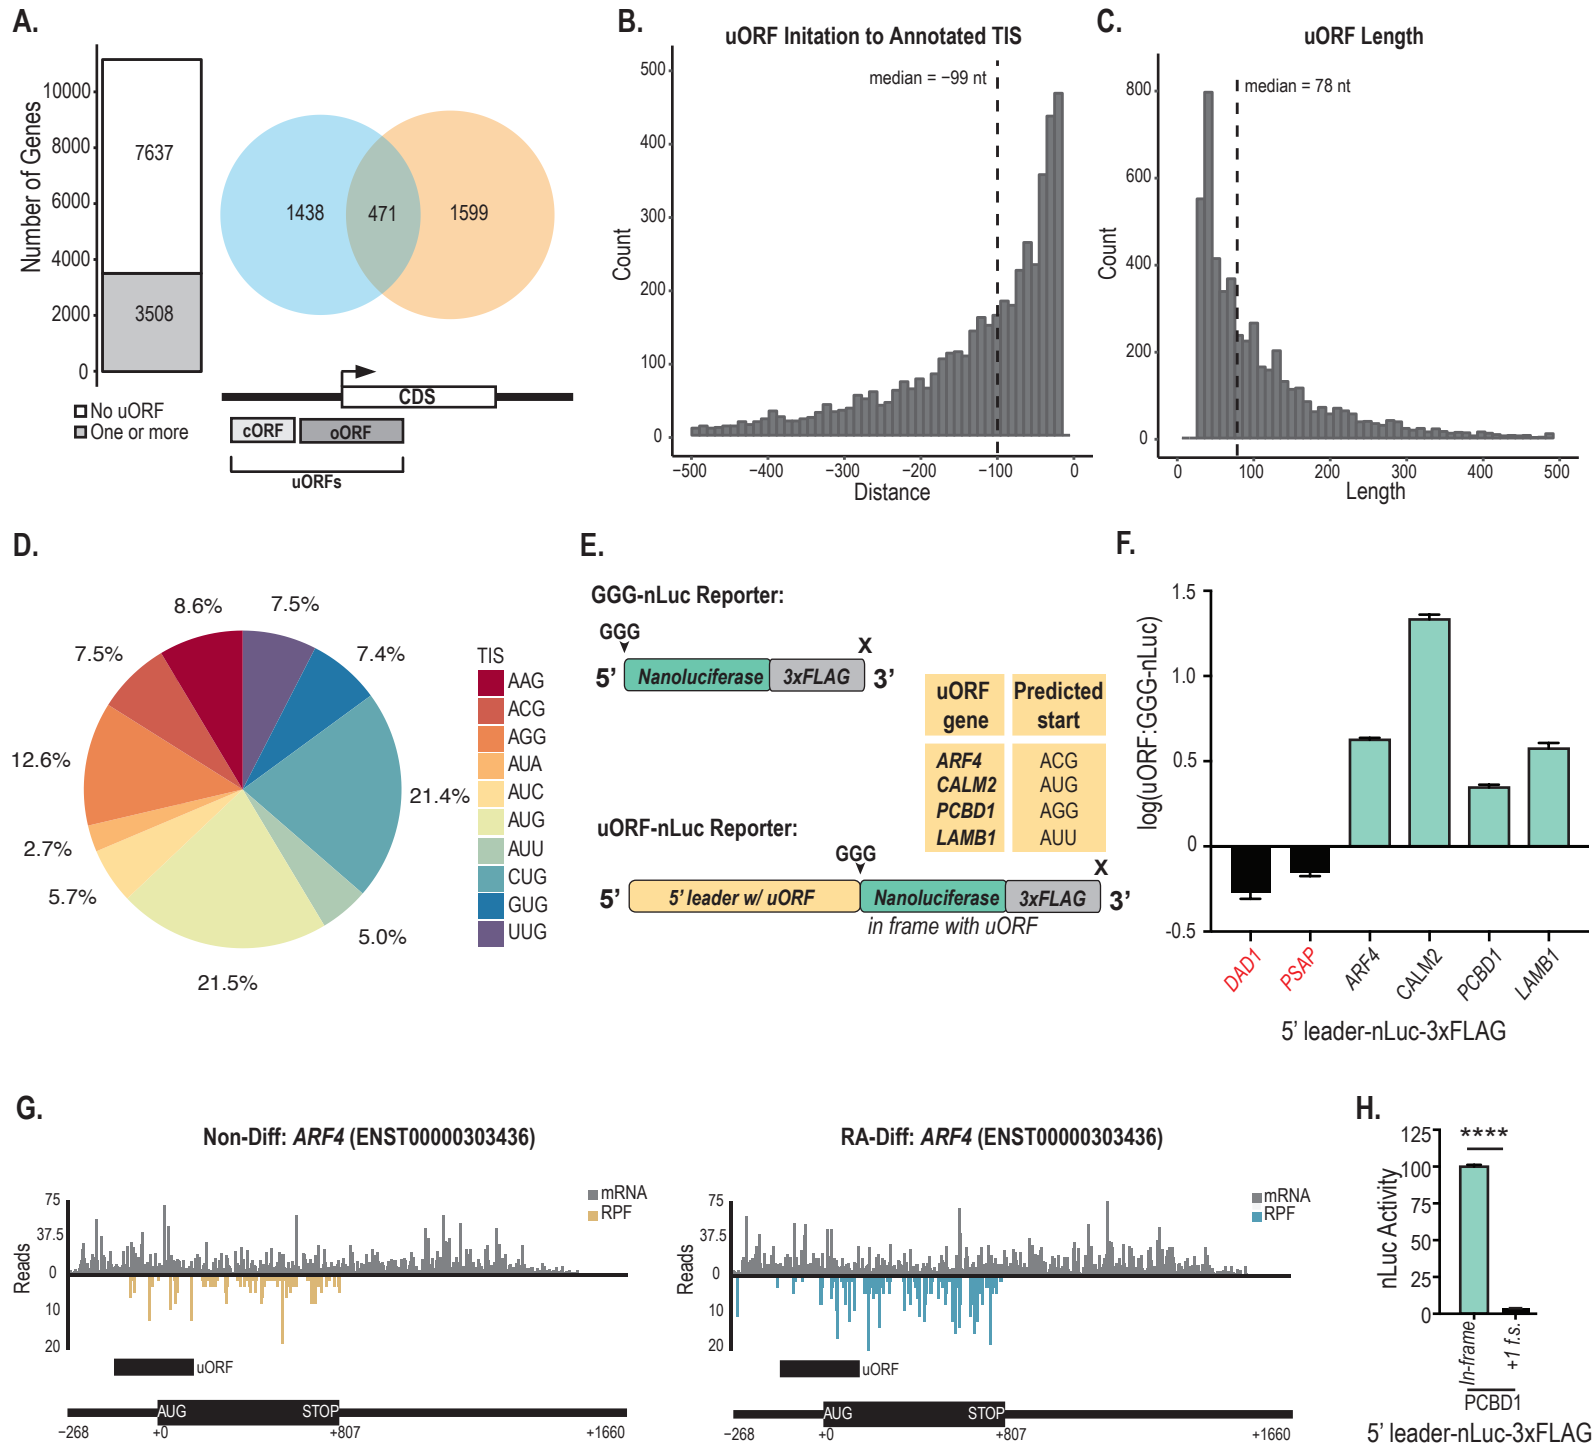 A.
Number of Genes
10000
8000
6000
4000
2000
0
7637
3508
No uORF
One or more
1438
471
1599
CDS
cORF
oORF
uORFs
B.
uORF Initation to Annotated TIS
median = −99 nt
Count
500
400
300
200
100
0
−500
−400
−300
−200
−100
0
Distance
C.
uORF Length
median = 78 nt
Count
800
600
400
200
0
0
100
200
300
400
500
Length
D.
8.6%
7.5%
7.5%
7.4%
12.6%
21.4%
2.7%
5.7%
5.0%
21.5%
TIS
AAG
ACG
AGG
AUA
AUC
AUG
AUU
CUG
GUG
UUG
E.
GGG-nLuc Reporter:
GGG
X
5’
Nanoluciferase
3xFLAG
3’
uORF gene
Predicted start
ARF4 ACG
CALM2 AUG
PCBD1 AGG
LAMB1 AUU
uORF-nLuc Reporter:
GGG
X
5’
5’ leader w/ uORF
Nanoluciferase
3xFLAG
3’
in frame with uORF
F.
log(uORF:GGG-nLuc)
1.5
1.0
0.5
0
-0.5
DAD1
PSAP
ARF4
CALM2
PCBD1
LAMB1
5’ leader-nLuc-3xFLAG
G.
Non-Diff: ARF4 (ENST00000303436)
mRNA
RPF
Reads
75
37.5
0
10
20
uORF
AUG
STOP
−268
+0
+807
+1660
RA-Diff: ARF4 (ENST00000303436)
mRNA
RPF
Reads
75
37.5
0
10
20
uORF
AUG
STOP
−268
+0
+807
+1660
H.
nLuc Activity
125
100
75
50
25
0
****
In-frame
+1 f.s.
PCBD1
5’ leader-nLuc-3xFLAG